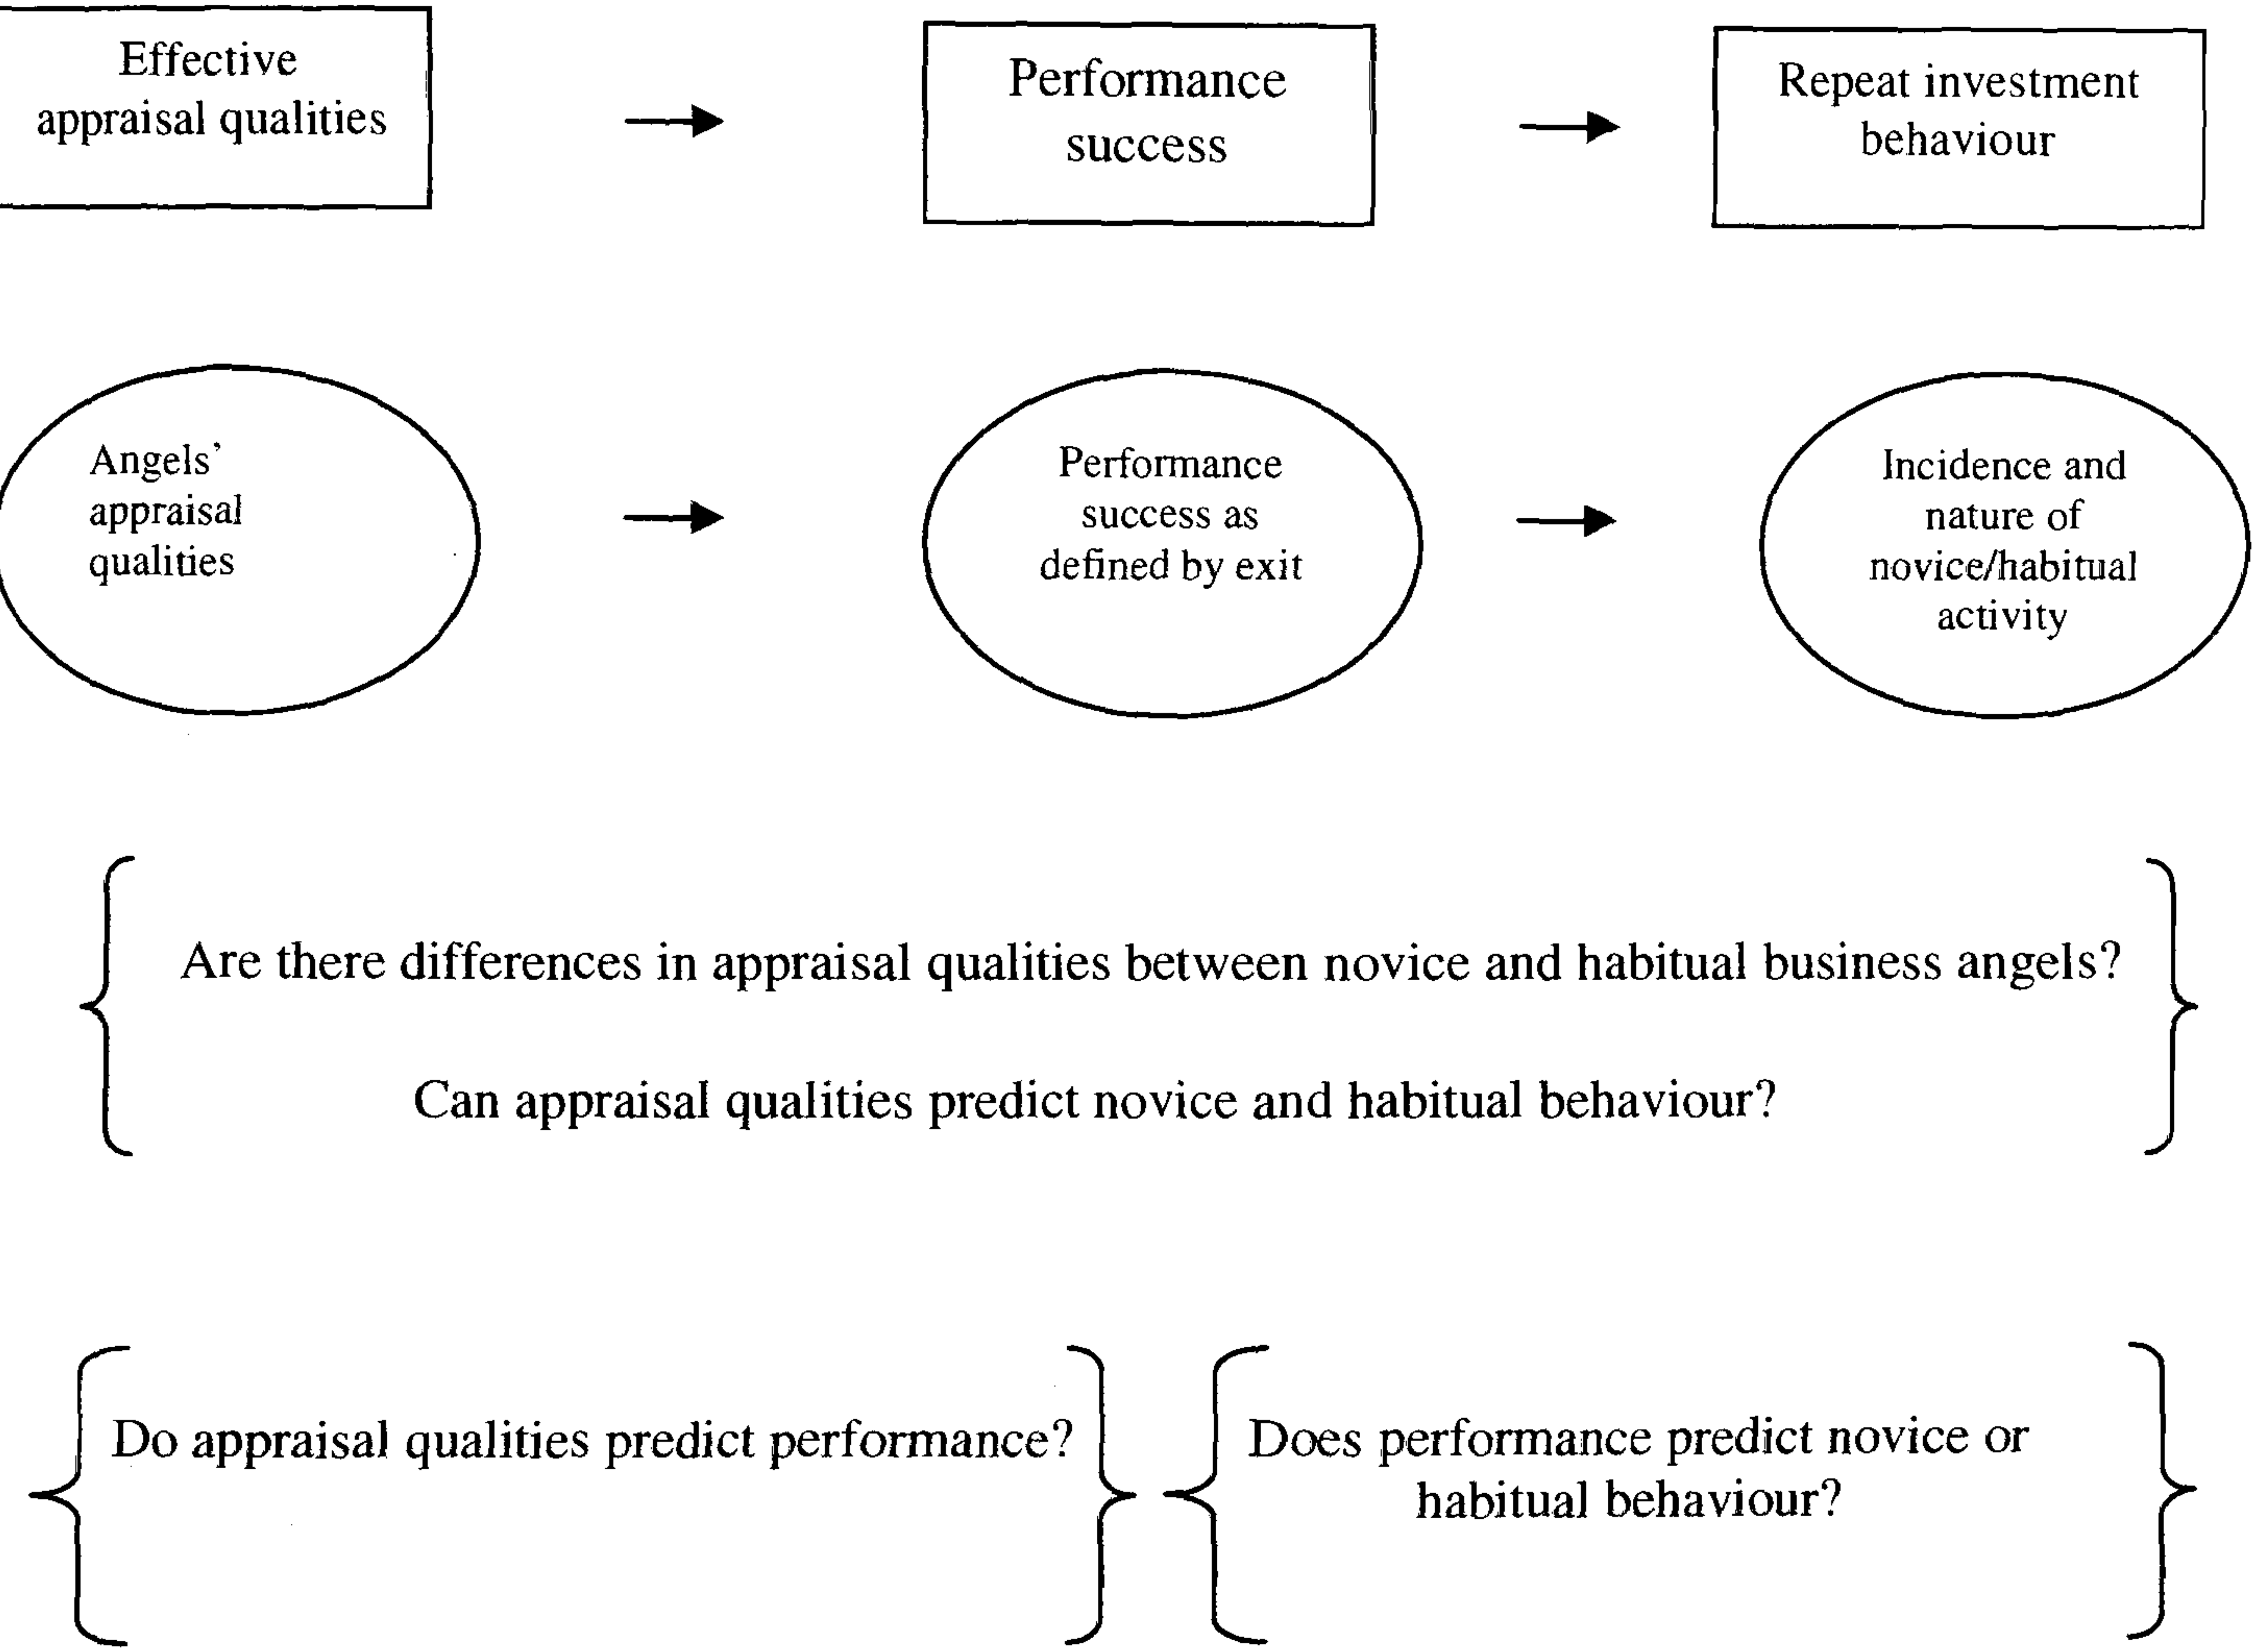 Effective
appraisal qualities
Performance
success
Repeat investment
behaviour
Angels’
appraisal
qualities
Performance
success as
defined by exit
Incidence and
nature of
novice/habitual
activity
Are there differences in appraisal qualities between novice and habitual business angels?
Can appraisal qualities predict novice and habitual behaviour?
Do appraisal qualities predict performance?
Does performance predict novice or
habitual behaviour?